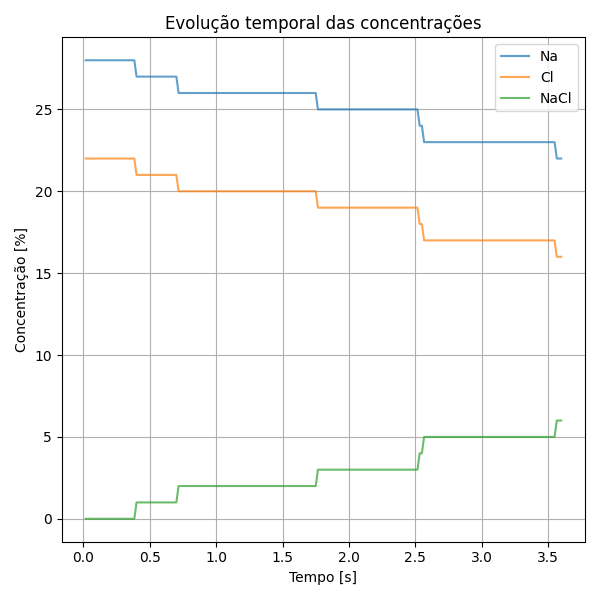 Evolução temporal das concentrações
Na
Cl
NaCl
Concentração [%]
25
20
15
10
5
0
0.0 0.5 1.0 1.5 2.0 2.5 3.0 3.5
Tempo [s]